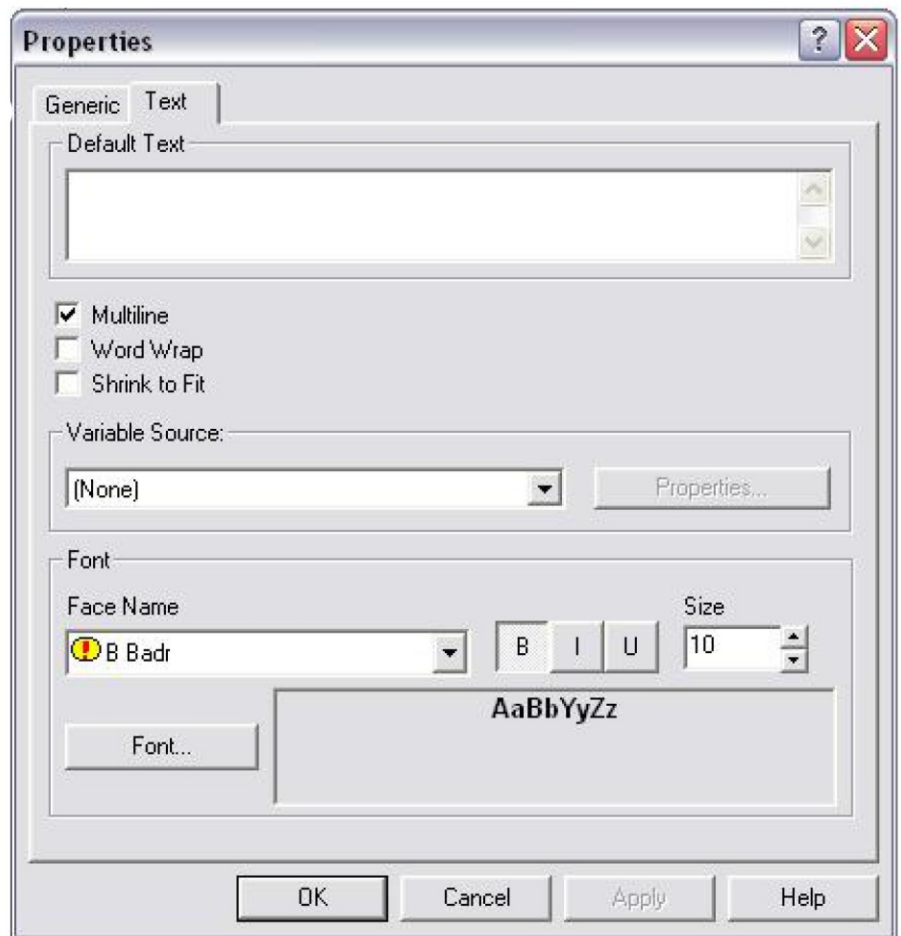 Properties
Generic Text
Default Text
Multiline
Word Wrap
Shrink to Fit
Variable Source:
(None) Properties...
Font
Face Name Size
B Badr B I U 10
AaBbYyZz
Font...
OK Cancel Apply Help